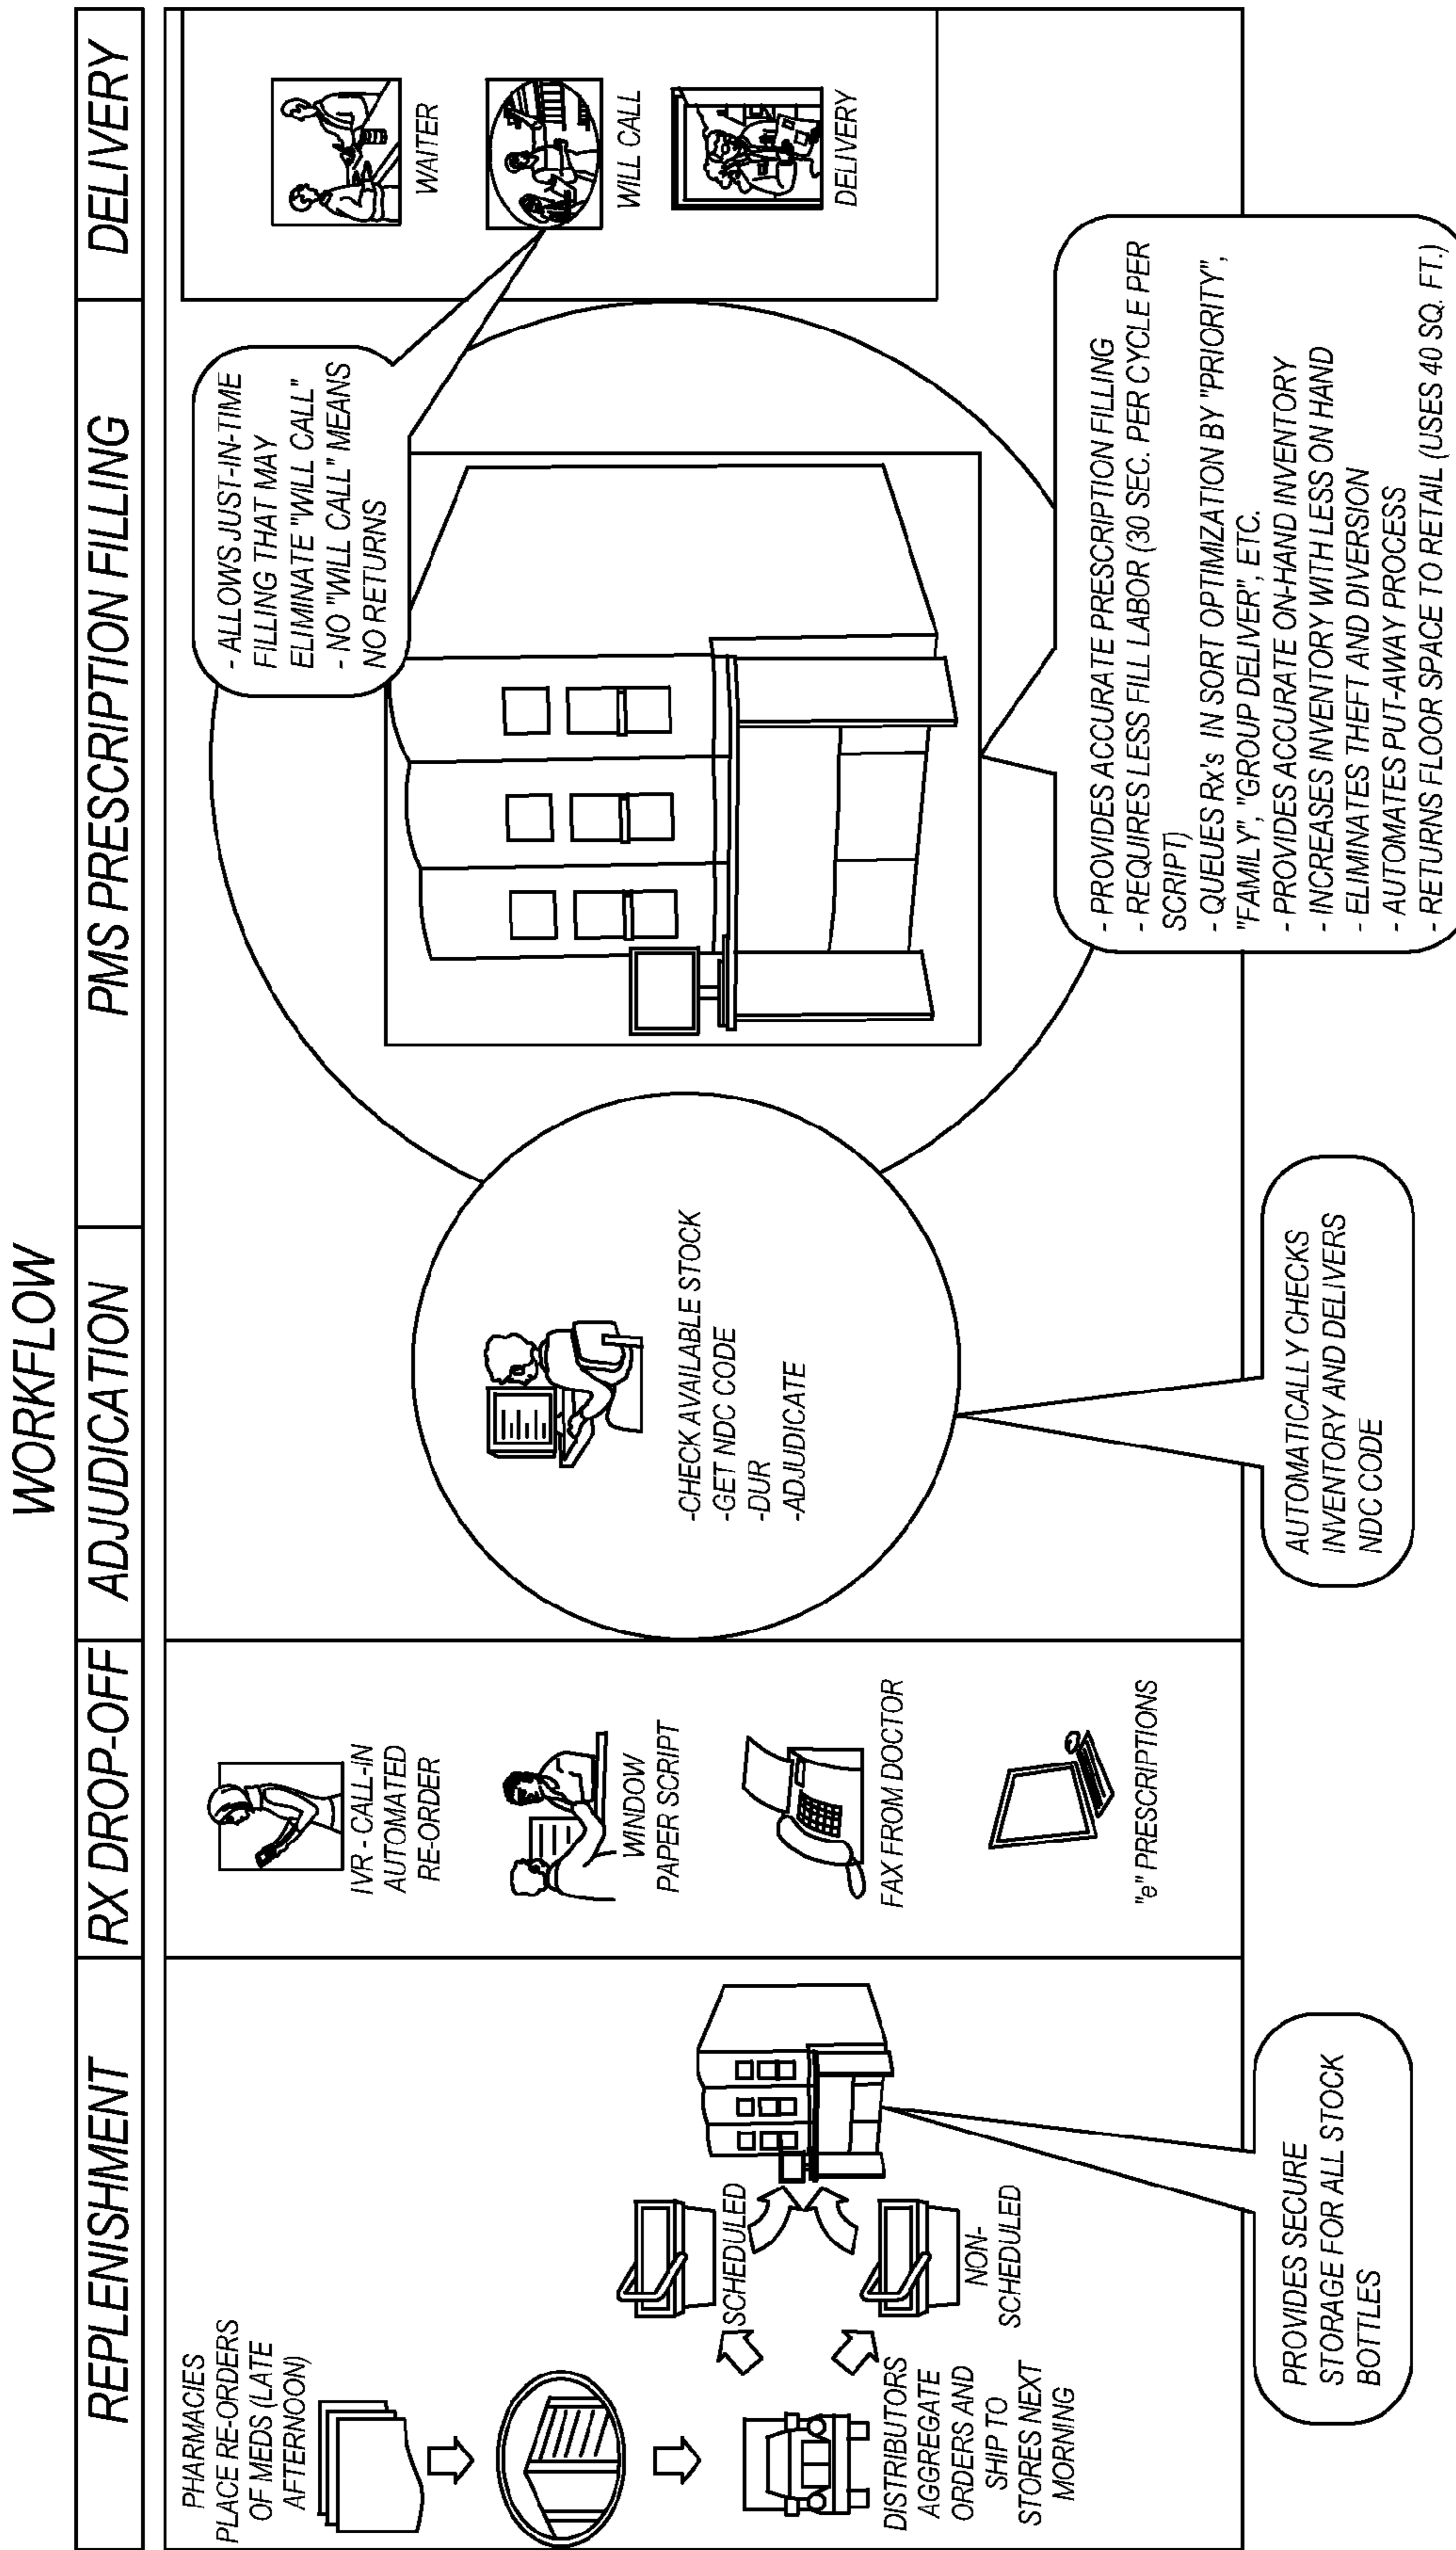 WORKFLOW
REPLENISHMENT
RX DROP-OFF
ADJUDICATION
PMS PRESCRIPTION FILLING
DELIVERY
PHARMACIES
PLACE RE-ORDERS
OF MEDS (LATE
AFTERNOON)
DISTRIBUTORS
AGGREGATE
ORDERS AND
SHIP TO
STORES NEXT
MORNING
SCHEDULED
NON-
SCHEDULED
PROVIDES SECURE
STORAGE FOR ALL STOCK
BOTTLES
IVR - CALL-IN
AUTOMATED
RE-ORDER
WINDOW
PAPER SCRIPT
FAX FROM DOCTOR
"e" PRESCRIPTIONS
-CHECK AVAILABLE STOCK
-GET NDC CODE
-DUR
-ADJUDICATE
AUTOMATICALLY CHECKS
INVENTORY AND DELIVERS
NDC CODE
- ALLOWS JUST-IN-TIME
FILLING THAT MAY
ELIMINATE "WILL CALL"
- NO "WILL CALL" MEANS
NO RETURNS
- PROVIDES ACCURATE PRESCRIPTION FILLING
- REQUIRES LESS FILL LABOR (30 SEC. PER CYCLE PER
SCRIPT)
- QUEUES Rx's IN SORT OPTIMIZATION BY "PRIORITY",
"FAMILY", "GROUP DELIVER", ETC.
- PROVIDES ACCURATE ON-HAND INVENTORY
- INCREASES INVENTORY WITH LESS ON HAND
- ELIMINATES THEFT AND DIVERSION
- AUTOMATES PUT-AWAY PROCESS
- RETURNS FLOOR SPACE TO RETAIL (USES 40 SQ. FT.)
WAITER
WILL CALL
DELIVERY